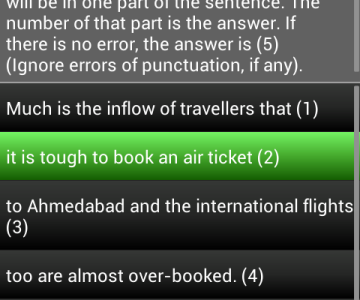 will be in one part of the sentence. The
number of that part is the answer. If
there is no error, the answer is (5)
(Ignore errors of punctuation, if any).
Much is the inflow of travellers that (1)
it is tough to book an air ticket (2)
to Ahmedabad and the international flights
(3)
too are almost over-booked. (4)